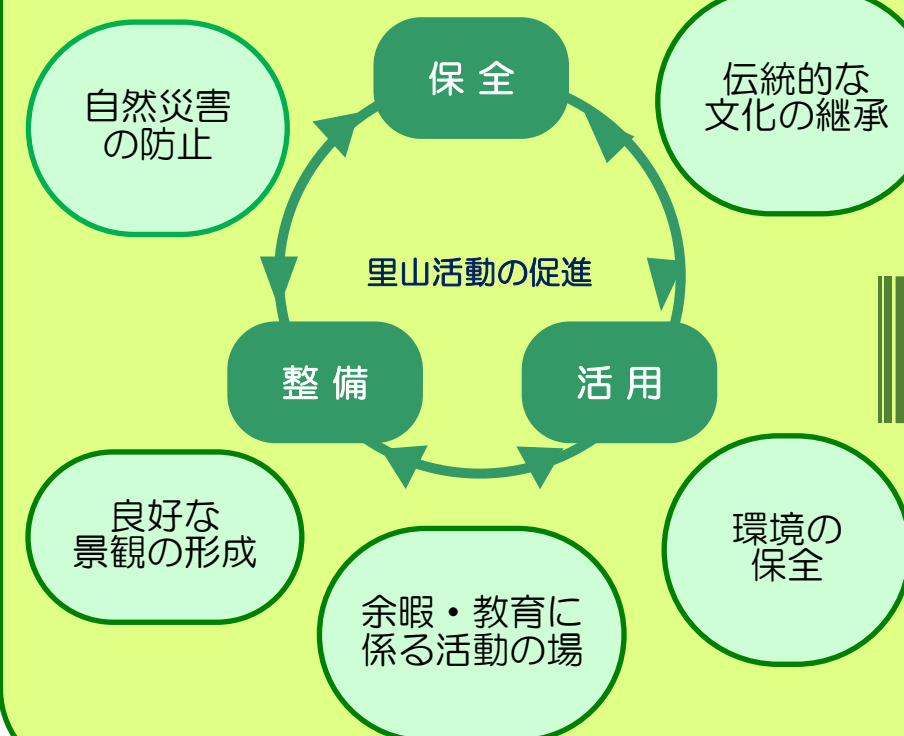 保 全
自然災害
の防止
伝統的な
文化の継承
里山活動の促進
整 備
活 用
良好な
景観の形成
環境の
保全
余暇・教育に
係る活動の場